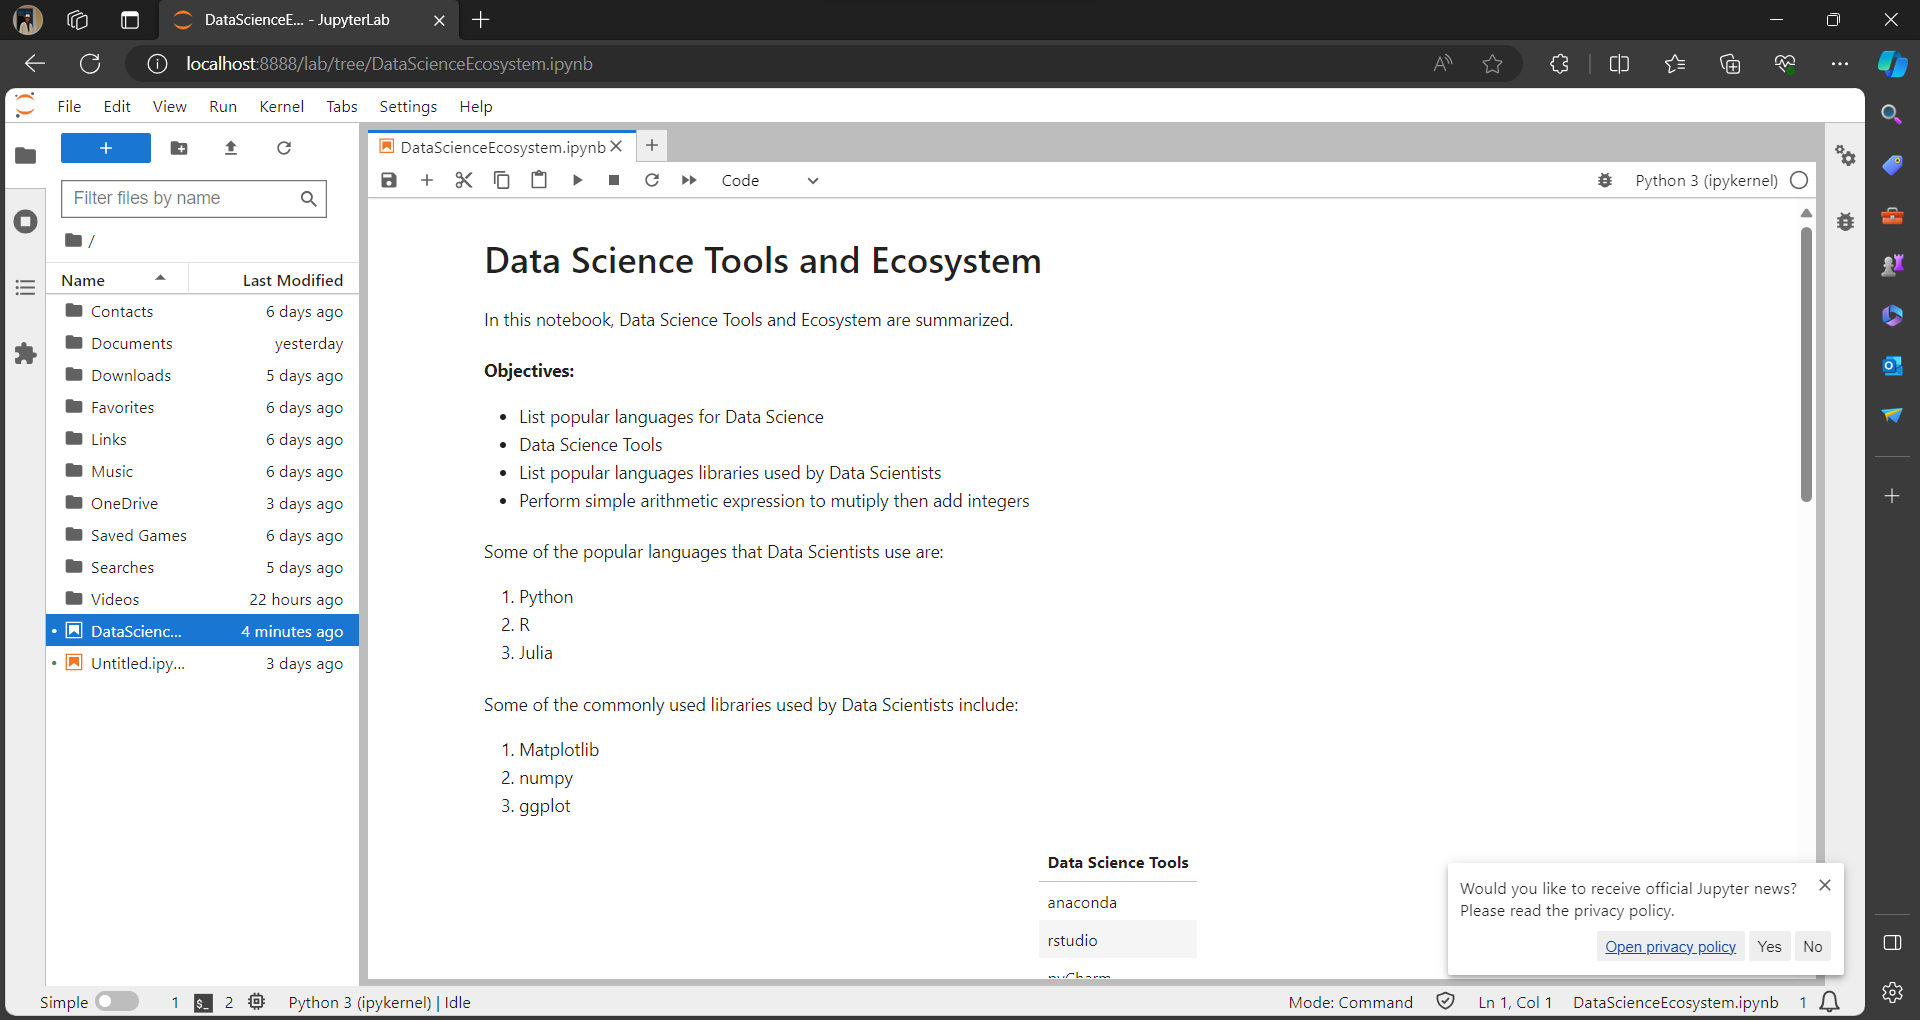 DataScienceE... - JupyterLab
localhost:8888/lab/tree/DataScienceEcosystem.ipynb
File Edit View Run Kernel Tabs Settings Help
DataScienceEcosystem.ipynb
Filter files by name
Code
Python 3 (ipykernel)
/
Name Last Modified
Contacts 6 days ago
Documents yesterday
Downloads 5 days ago
Favorites 6 days ago
Links 6 days ago
Music 6 days ago
OneDrive 3 days ago
Saved Games 6 days ago
Searches 5 days ago
Videos 22 hours ago
DataScienc... 4 minutes ago
Untitled.ipy... 3 days ago
Data Science Tools and Ecosystem
In this notebook, Data Science Tools and Ecosystem are summarized.
Objectives:
• List popular languages for Data Science
• Data Science Tools
• List popular languages libraries used by Data Scientists
• Perform simple arithmetic expression to mutiply then add integers
Some of the popular languages that Data Scientists use are:
1. Python
2. R
3. Julia
Some of the commonly used libraries used by Data Scientists include:
1. Matplotlib
2. numpy
3. ggplot
Data Science Tools
anaconda
rstudio
pyCharm
Would you like to receive official Jupyter news?
Please read the privacy policy.
Open privacy policy Yes No
Simple 1 2 Python 3 (ipykernel) | Idle
Mode: Command Ln 1, Col 1 DataScienceEcosystem.ipynb 1